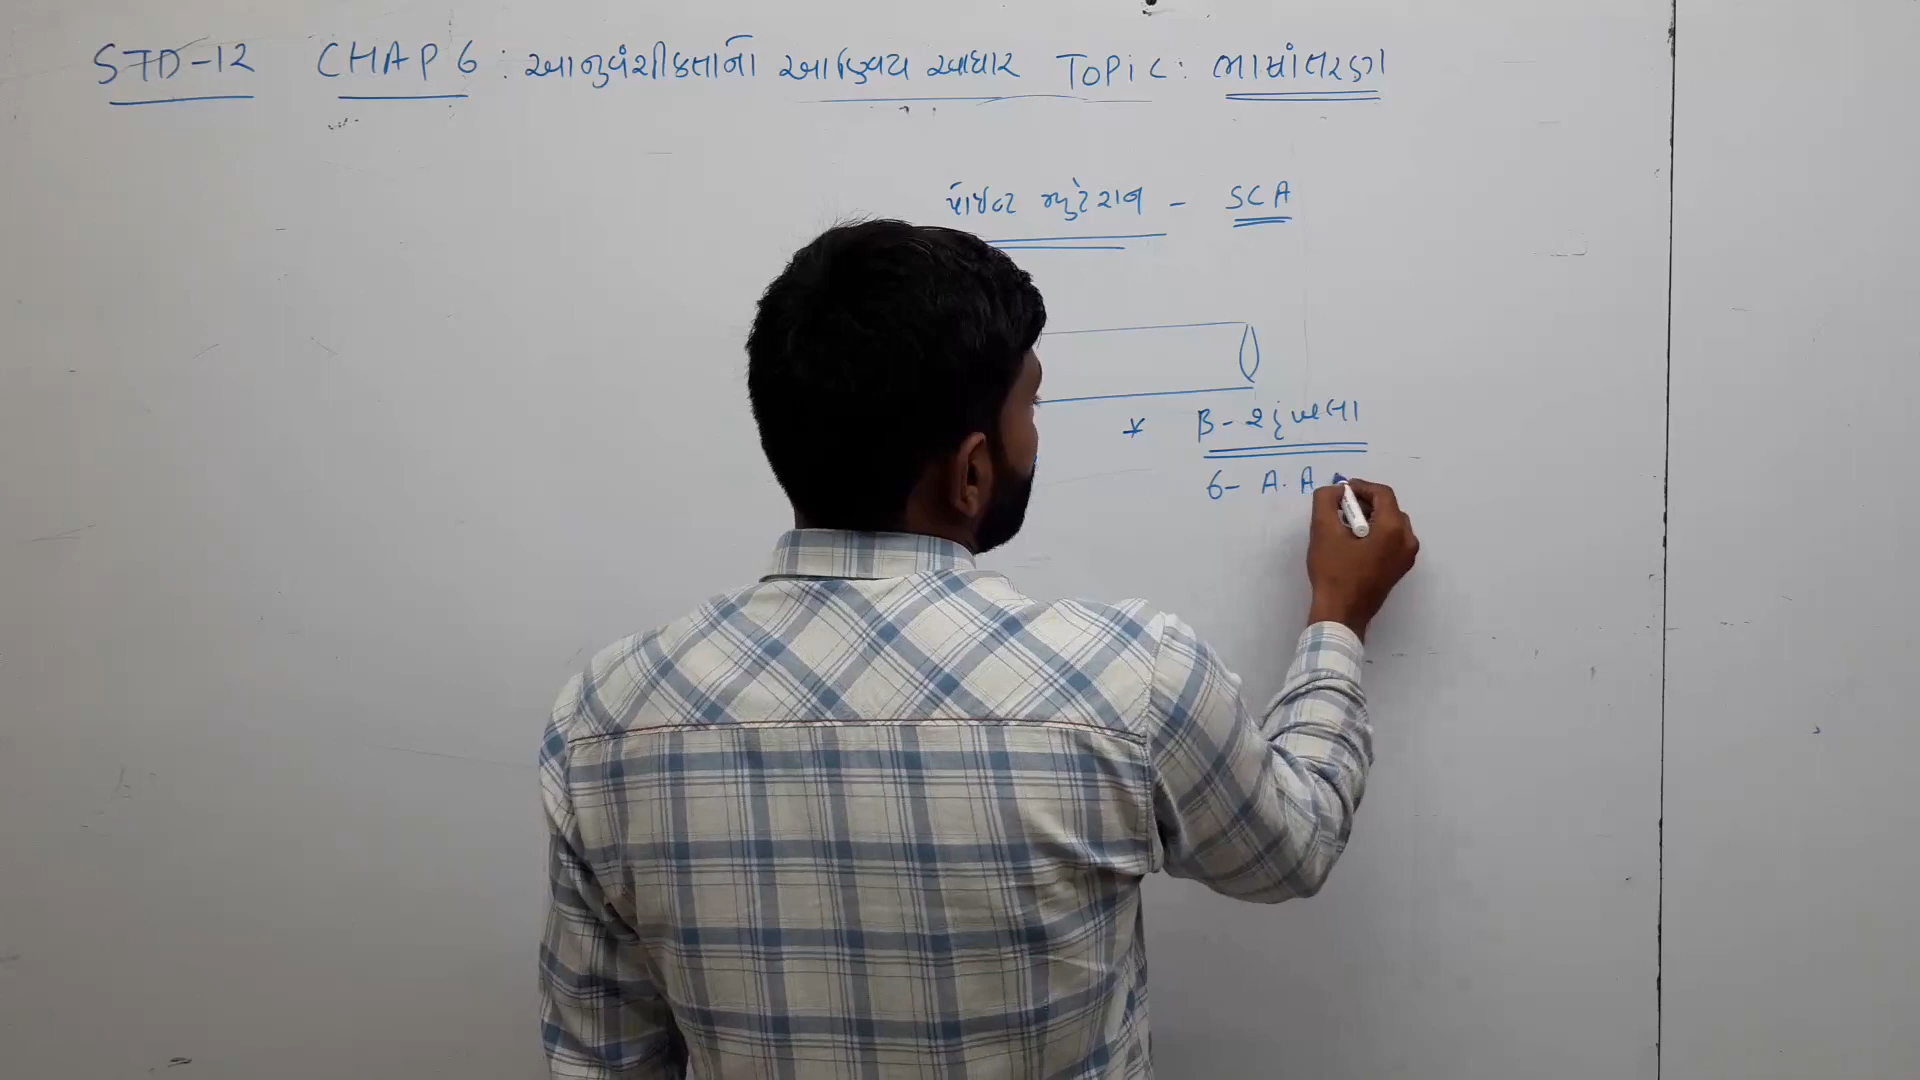 STD-12 CHAP 6 : આનુવંશીકતાનો આણ્વિય આધાર TOPIC : ભાષાંતરણ
પોઈન્ટ મ્યુટેશન - SCA
* β - શૃંખલા
6 - A. A